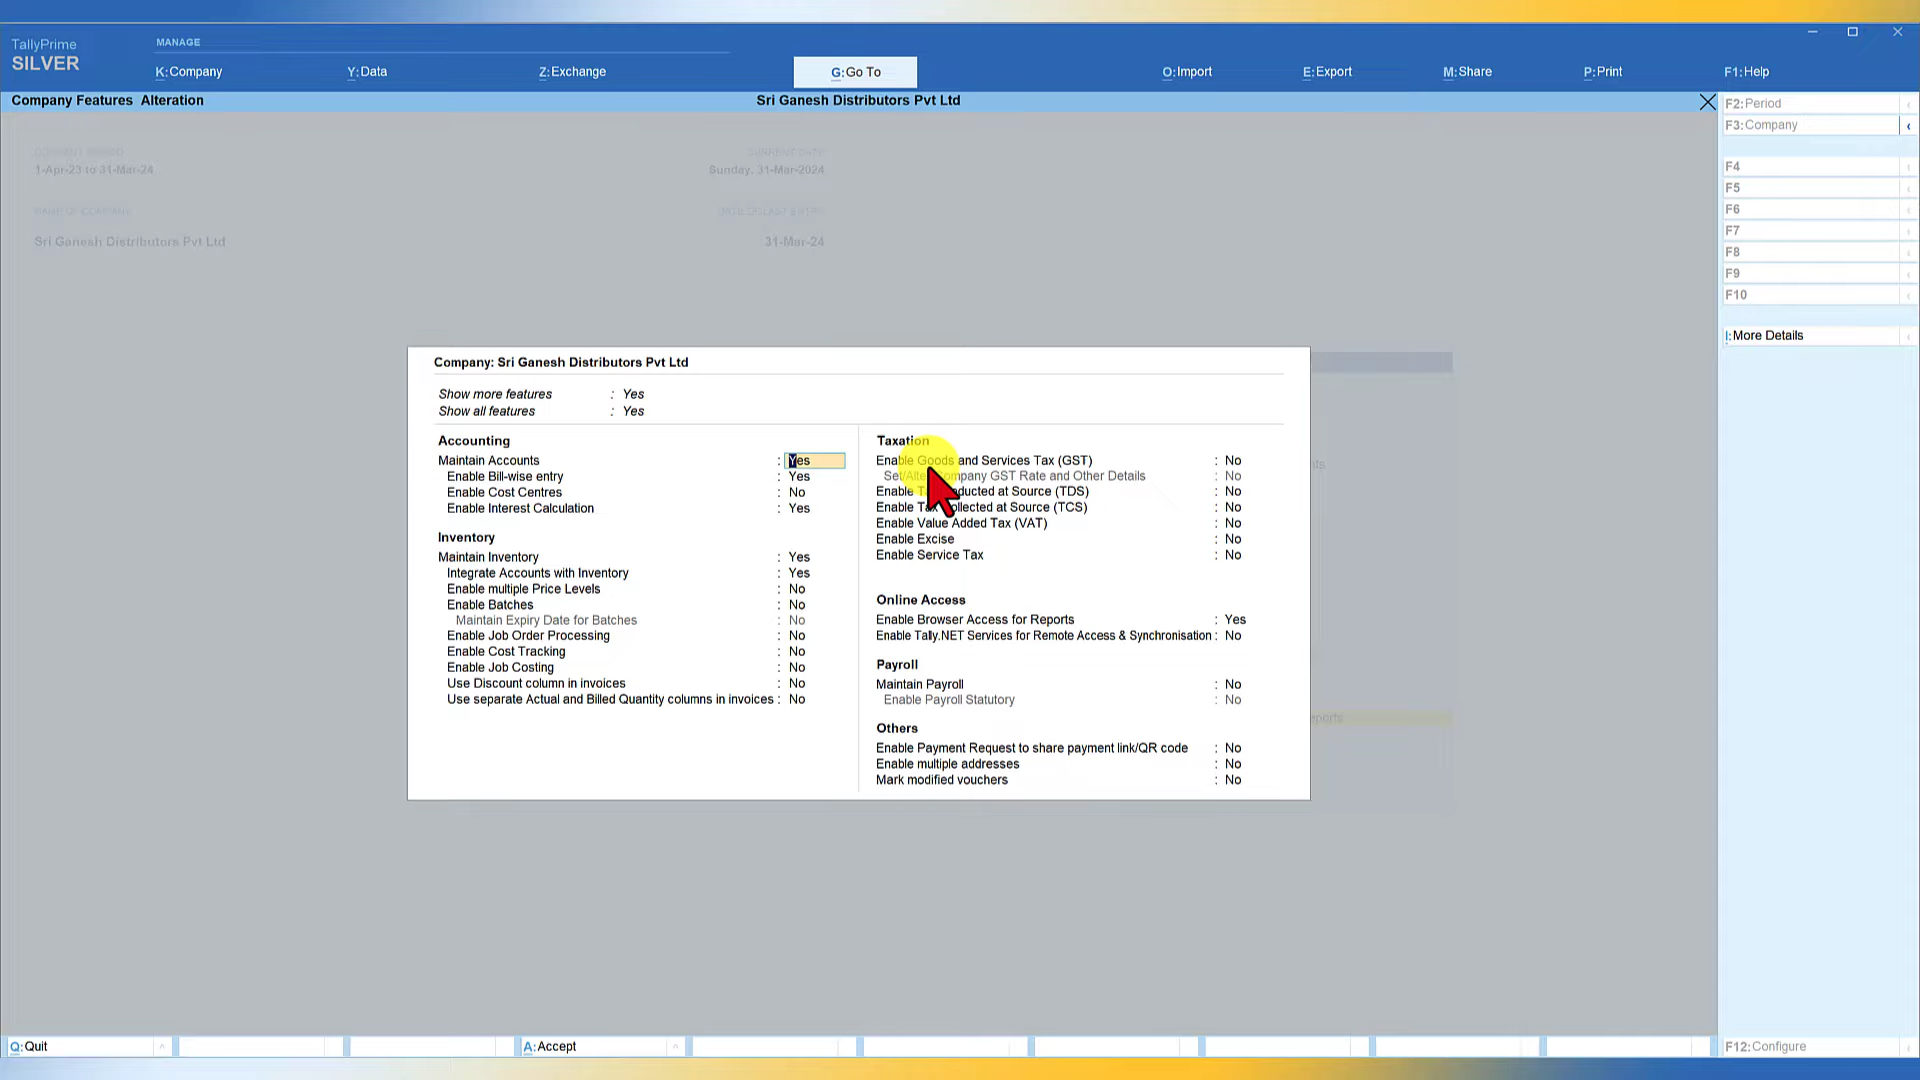 TallyPrime
SILVER
MANAGE
K:Company
Y:Data
Z:Exchange
G:Go To
O:Import
E:Export
M:Share
P:Print
F1:Help
Company Features Alteration
Sri Ganesh Distributors Pvt Ltd
CURRENT PERIOD
1-Apr-23 to 31-Mar-24
CURRENT DATE
Sunday, 31-Mar-2024
NAME OF COMPANY
Sri Ganesh Distributors Pvt Ltd
DATE OF LAST ENTRY
31-Mar-24
Company: Sri Ganesh Distributors Pvt Ltd
Show more features : Yes
Show all features : Yes
Accounting
Maintain Accounts : Yes
Enable Bill-wise entry : Yes
Enable Cost Centres : No
Enable Interest Calculation : Yes
Inventory
Maintain Inventory : Yes
Integrate Accounts with Inventory : Yes
Enable multiple Price Levels : No
Enable Batches : No
Maintain Expiry Date for Batches : No
Enable Job Order Processing : No
Enable Cost Tracking : No
Enable Job Costing : No
Use Discount column in invoices : No
Use separate Actual and Billed Quantity columns in invoices : No
Taxation
Enable Goods and Services Tax (GST) : No
Set/Alter Company GST Rate and Other Details : No
Enable Tax Deducted at Source (TDS) : No
Enable Tax Collected at Source (TCS) : No
Enable Value Added Tax (VAT) : No
Enable Excise : No
Enable Service Tax : No
Online Access
Enable Browser Access for Reports : Yes
Enable Tally.NET Services for Remote Access & Synchronisation : No
Payroll
Maintain Payroll : No
Enable Payroll Statutory : No
Others
Enable Payment Request to share payment link/QR code : No
Enable multiple addresses : No
Mark modified vouchers : No
F2:Period
F3:Company
F4
F5
F6
F7
F8
F9
F10
I:More Details
Q:Quit
A:Accept
F12:Configure